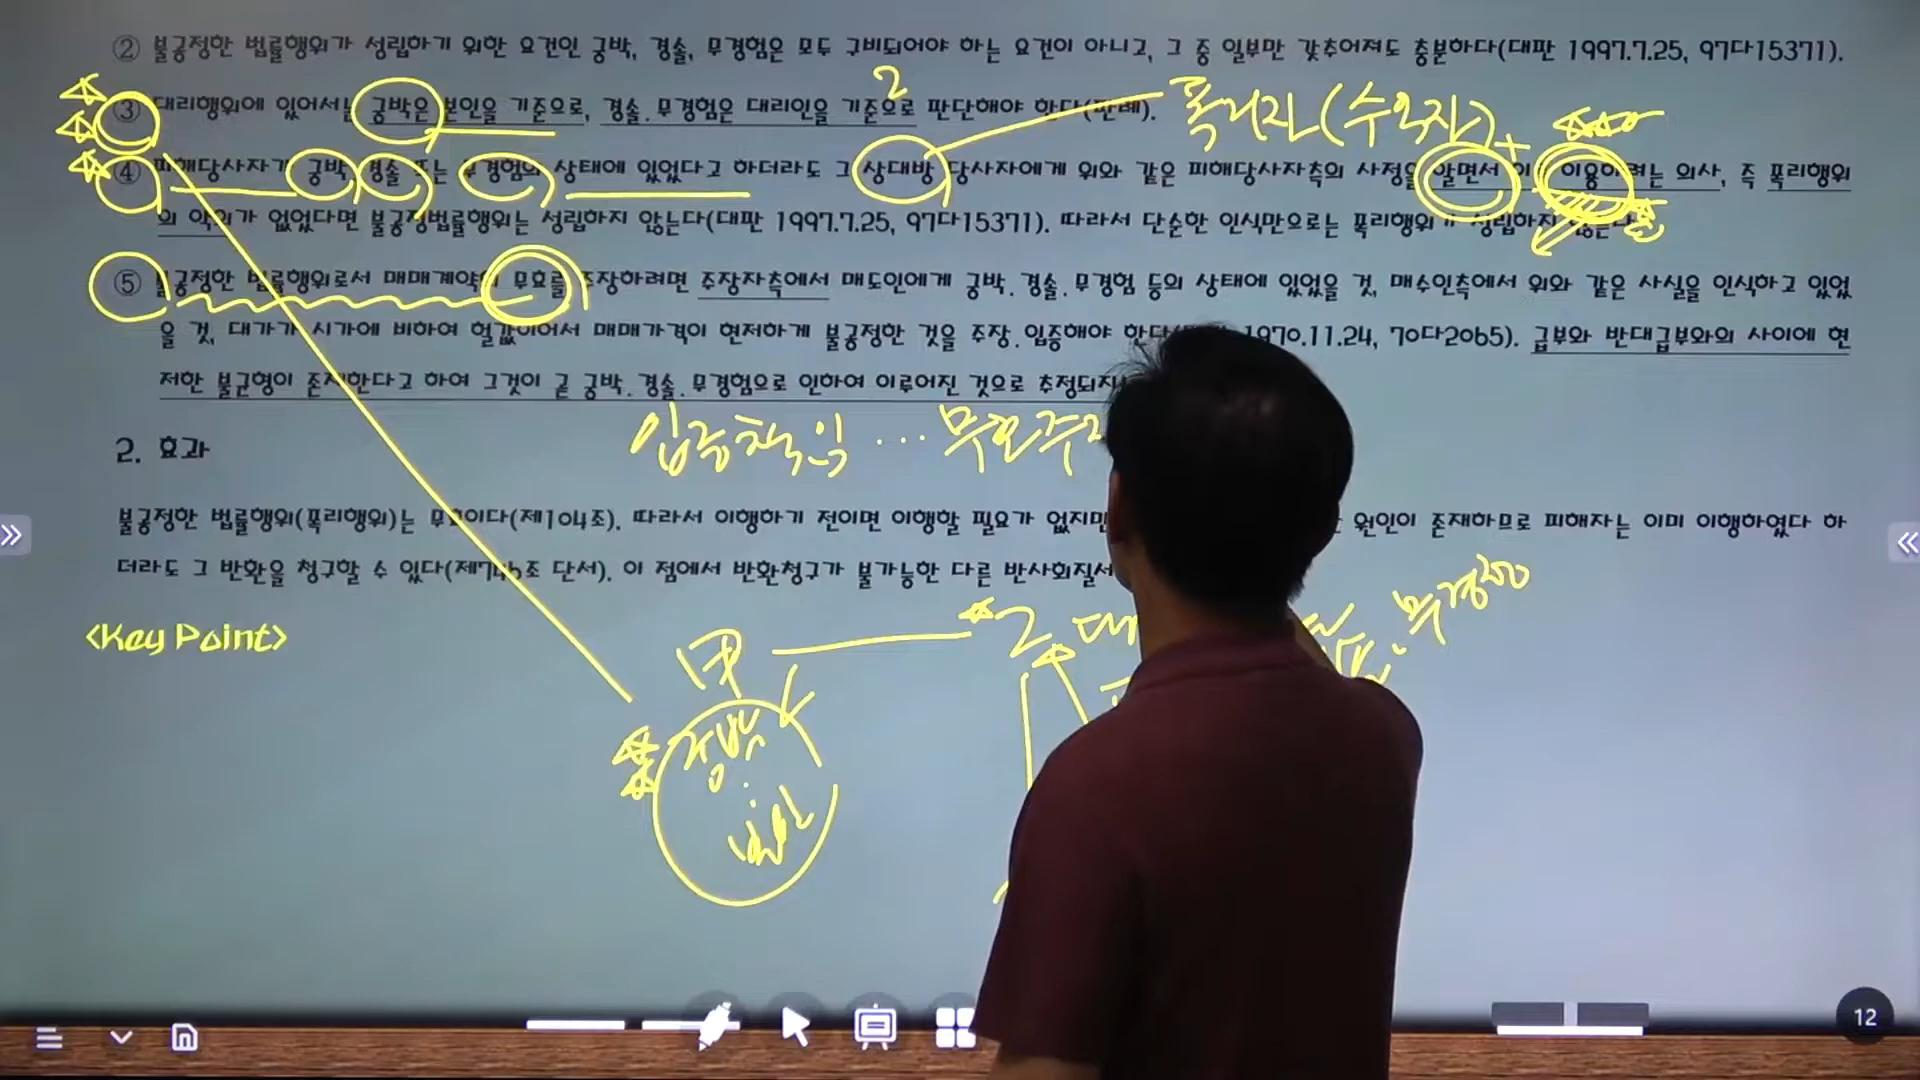 ② 불공정한 법률행위가 성립하기 위한 요건인 궁박, 경솔, 무경험은 모두 구비되어야 하는 요건이 아니고, 그 중 일부만 갖추어져도 충분하다(대판 1997.7.25, 97다15371).
③ 대리행위에 있어서는 궁박은 본인을 기준으로, 경솔.무경험은 대리인을 기준으로 판단해야 한다(판례).
2
폭리자(수익자)
④ 피해당사자가 궁박, 경솔 또는 무경험의 상태에 있었다고 하더라도 그 상대방 당사자에게 위와 같은 피해당사자측의 사정을 알면서 이용하려는 의사, 즉 폭리행위
의 악의가 없었다면 불공정법률행위는 성립하지 않는다(대판 1997.7.25, 97다15371). 따라서 단순한 인식만으로는 폭리행위가 성립하지 않는다
⑤ 불공정한 법률행위로서 매매계약의 무효를 주장하려면 주장자측에서 매도인에게 궁박.경솔.무경험 등의 상태에 있었을 것, 매수인측에서 위와 같은 사실을 인식하고 있었
을 것, 대가가 시가에 비하여 헐값이어서 매매가격이 현저하게 불공정한 것을 주장.입증해야 한다 1970.11.24, 70다2065). 급부와 반대급부와의 사이에 현
저한 불균형이 존재한다고 하여 그것이 곧 궁박.경솔.무경험으로 인하여 이루어진 것으로 추정되지
입증책임 ... 무효주
2. 효과
불공정한 법률행위(폭리행위)는 무효이다(제104조). 따라서 이행하기 전이면 이행할 필요가 없지만 원인이 존재하므로 피해자는 이미 이행하였다 하
더라도 그 반환을 청구할 수 있다(제746조 단서). 이 점에서 반환청구가 불가능한 다른 반사회질서
<Key Point>
甲 乙 무경험
궁박
본인
12